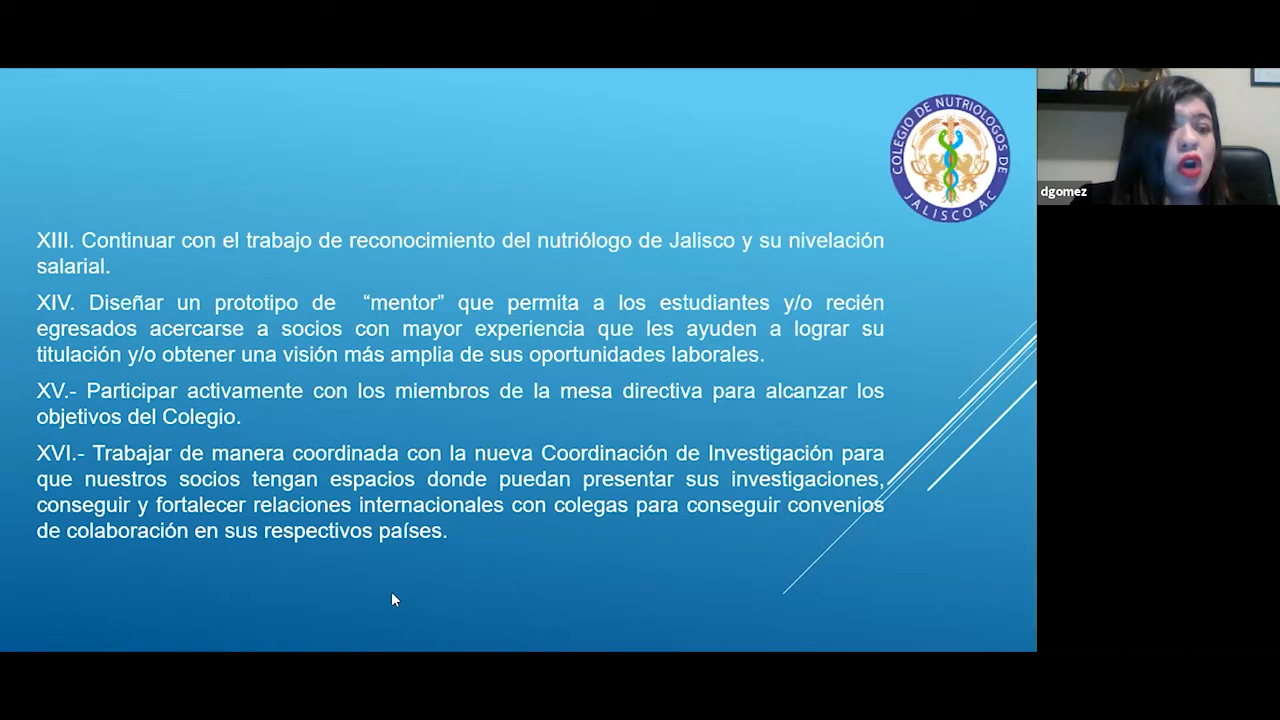 COLEGIO DE NUTRIOLOGOS DE
JALISCO AC
dgomez
XIII. Continuar con el trabajo de reconocimiento del nutriólogo de Jalisco y su nivelación
salarial.
XIV. Diseñar un prototipo de “mentor” que permita a los estudiantes y/o recién
egresados acercarse a socios con mayor experiencia que les ayuden a lograr su
titulación y/o obtener una visión más amplia de sus oportunidades laborales.
XV.- Participar activamente con los miembros de la mesa directiva para alcanzar los
objetivos del Colegio.
XVI.- Trabajar de manera coordinada con la nueva Coordinación de Investigación para
que nuestros socios tengan espacios donde puedan presentar sus investigaciones,
conseguir y fortalecer relaciones internacionales con colegas para conseguir convenios
de colaboración en sus respectivos países.